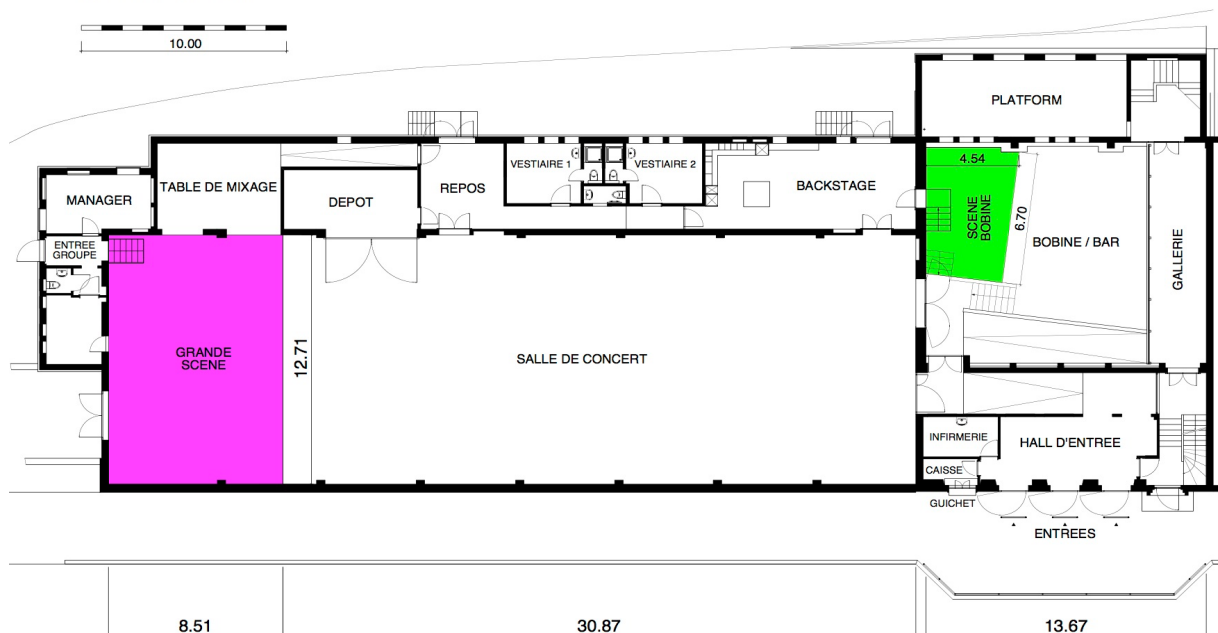 10.00
PLATFORM
VESTIAIRE 1
VESTIAIRE 2
4.54
TABLE DE MIXAGE
REPOS
BACKSTAGE
MANAGER
DEPOT
SCENE
BOBINE
6.70
ENTREE
GROUPE
BOBINE / BAR
GALLERIE
GRANDE
SCENE
12.71
SALLE DE CONCERT
INFIRMERIE
HALL D'ENTREE
CAISSE
GUICHET
ENTREES
8.51
30.87
13.67